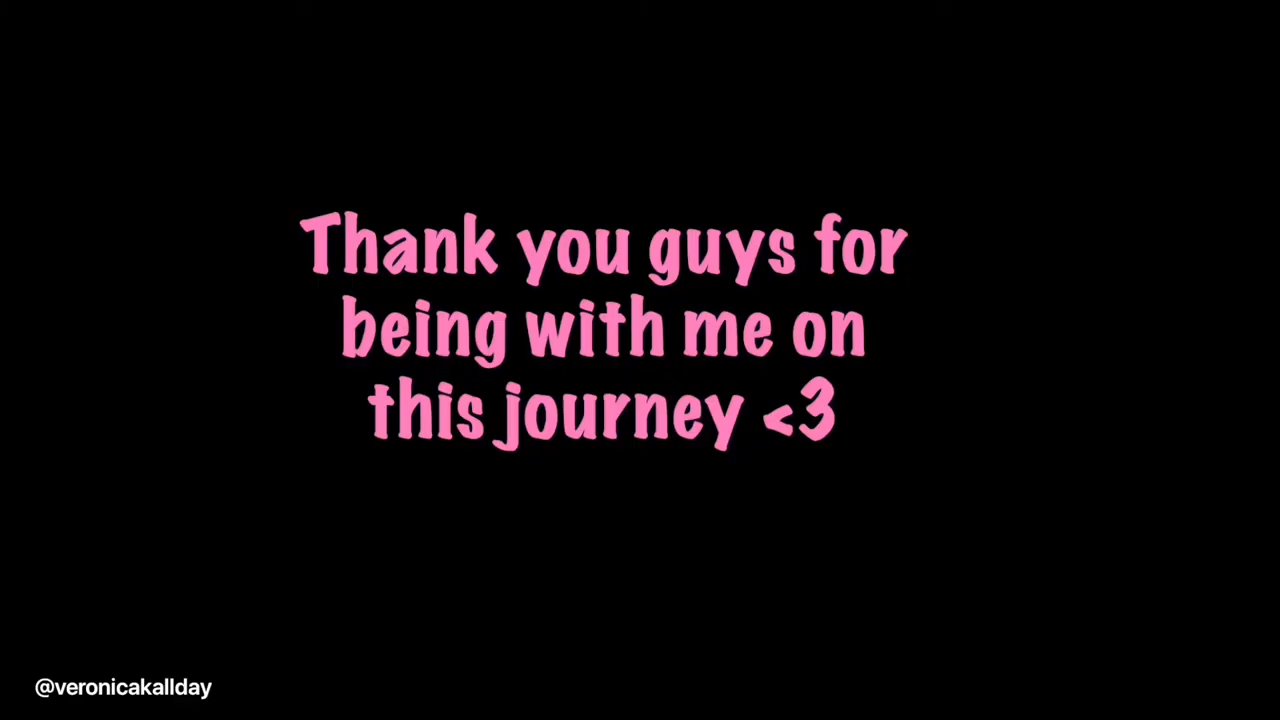 Thank you guys for
being with me on
this journey <3
@veronicakallday